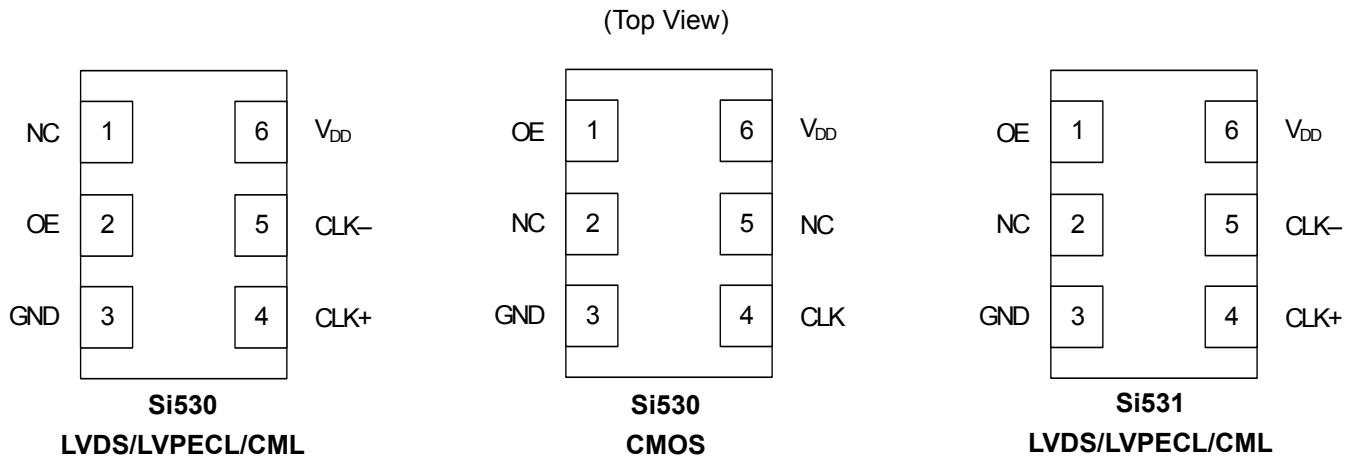 (Top View)
NC 1 6 VDD
OE 2 5 CLK–
GND 3 4 CLK+
Si530
LVDS/LVPECL/CML
OE 1 6 VDD
NC 2 5 NC
GND 3 4 CLK
Si530
CMOS
OE 1 6 VDD
NC 2 5 CLK–
GND 3 4 CLK+
Si531
LVDS/LVPECL/CML